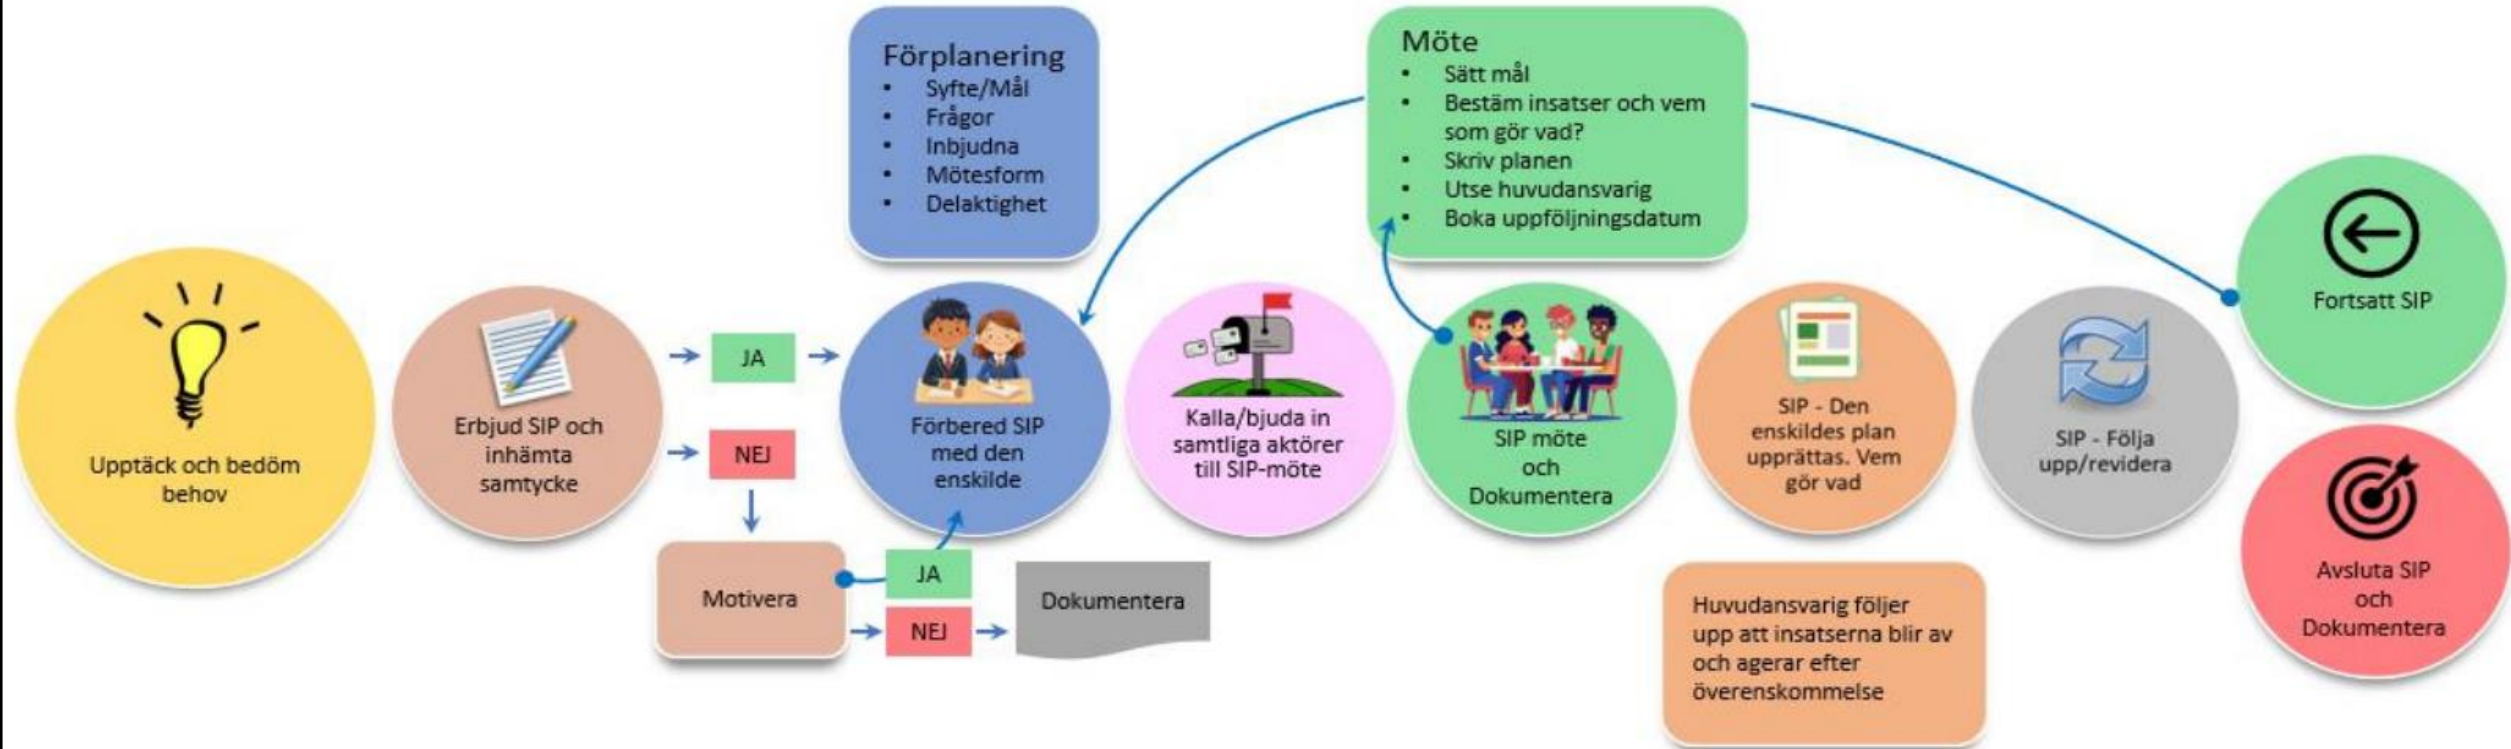 Förplanering
• Syfte/Mål
• Frågor
• Inbjudna
• Mötesform
• Delaktighet
Möte
• Sätt mål
• Bestäm insatser och vem
som gör vad?
• Skriv planen
• Utse huvudansvarig
• Boka uppföljningsdatum
Upptäck och bedöm
behov
Erbjud SIP och
inhämta
samtycke
JA
NEJ
Motivera
JA
NEJ
Dokumentera
Förbered SIP
med den
enskilde
Kalla/bjuda in
samtliga aktörer
till SIP-möte
SIP möte
och
Dokumentera
SIP - Den
enskildes plan
upprättas. Vem
gör vad
Huvudansvarig följer
upp att insatserna blir av
och agerar efter
överenskommelse
SIP - Följa
upp/revidera
Fortsatt SIP
Avsluta SIP
och
Dokumentera